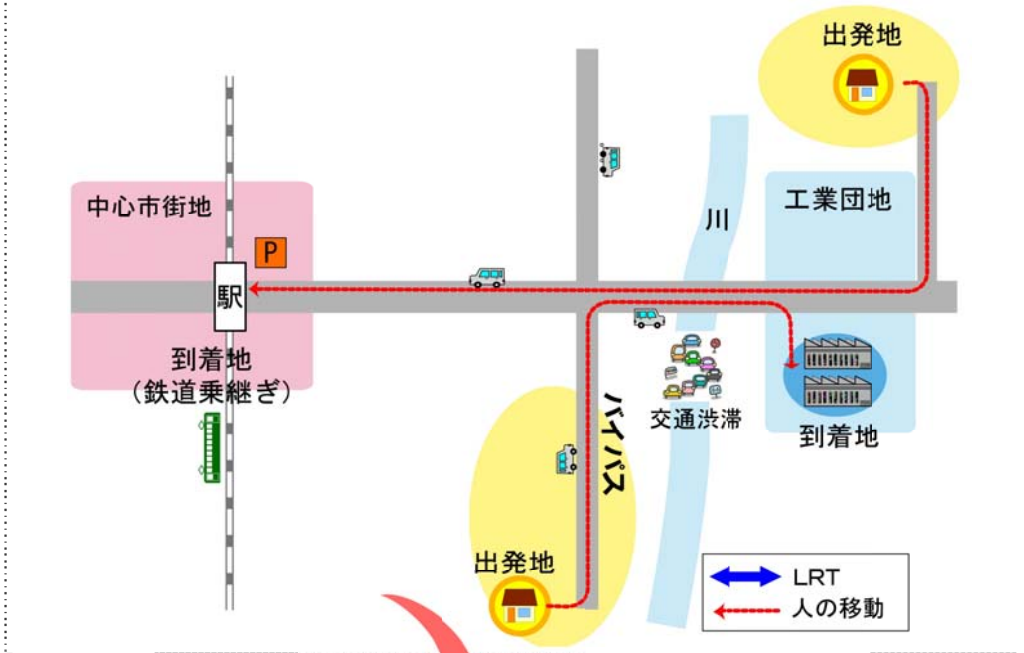 出発地
中心市街地
工業団地
P
川
駅
到着地
(鉄道乗継ぎ)
バイパス
交通渋滞
到着地
出発地
LRT
人の移動